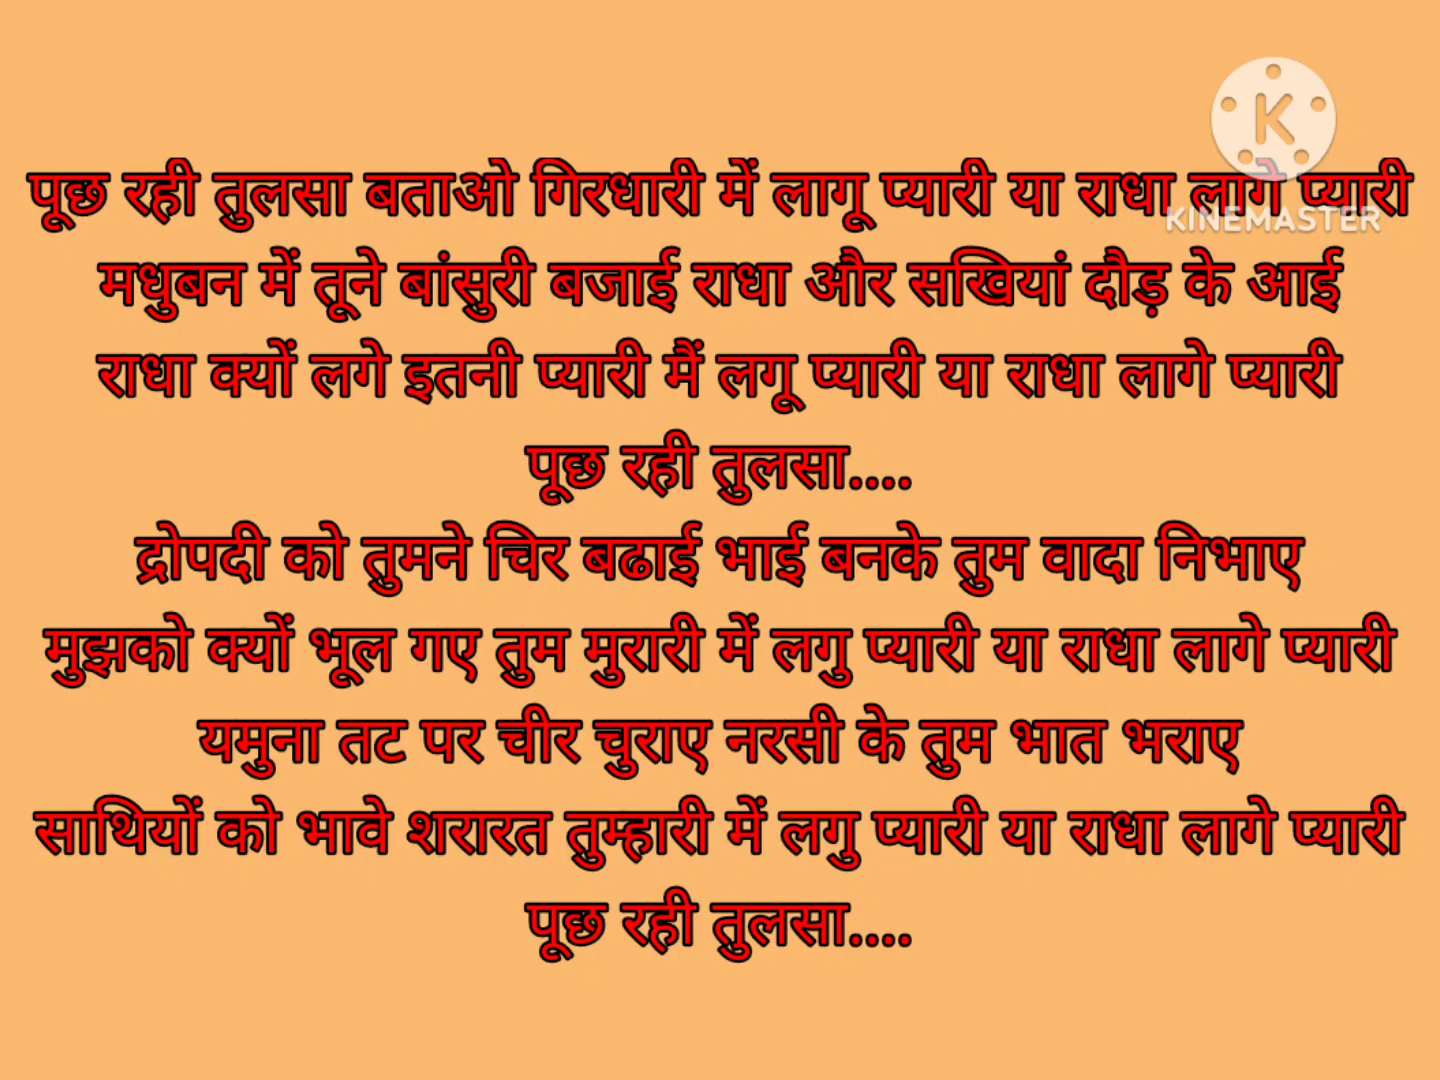 पूछ रही तुलसा बताओ गिरधारी में लागू प्यारी या राधा लागे प्यारी
मधुबन में तूने बांसुरी बजाई राधा और सखियां दौड़ के आई
राधा क्यों लगे इतनी प्यारी मैं लगू प्यारी या राधा लागे प्यारी
पूछ रही तुलसा....
द्रोपदी को तुमने चिर बढाई भाई बनके तुम वादा निभाए
मुझको क्यों भूल गए तुम मुरारी में लगु प्यारी या राधा लागे प्यारी
यमुना तट पर चीर चुराए नरसी के तुम भात भराए
साथियों को भावे शरारत तुम्हारी में लगु प्यारी या राधा लागे प्यारी
पूछ रही तुलसा....
K
KINEMASTER